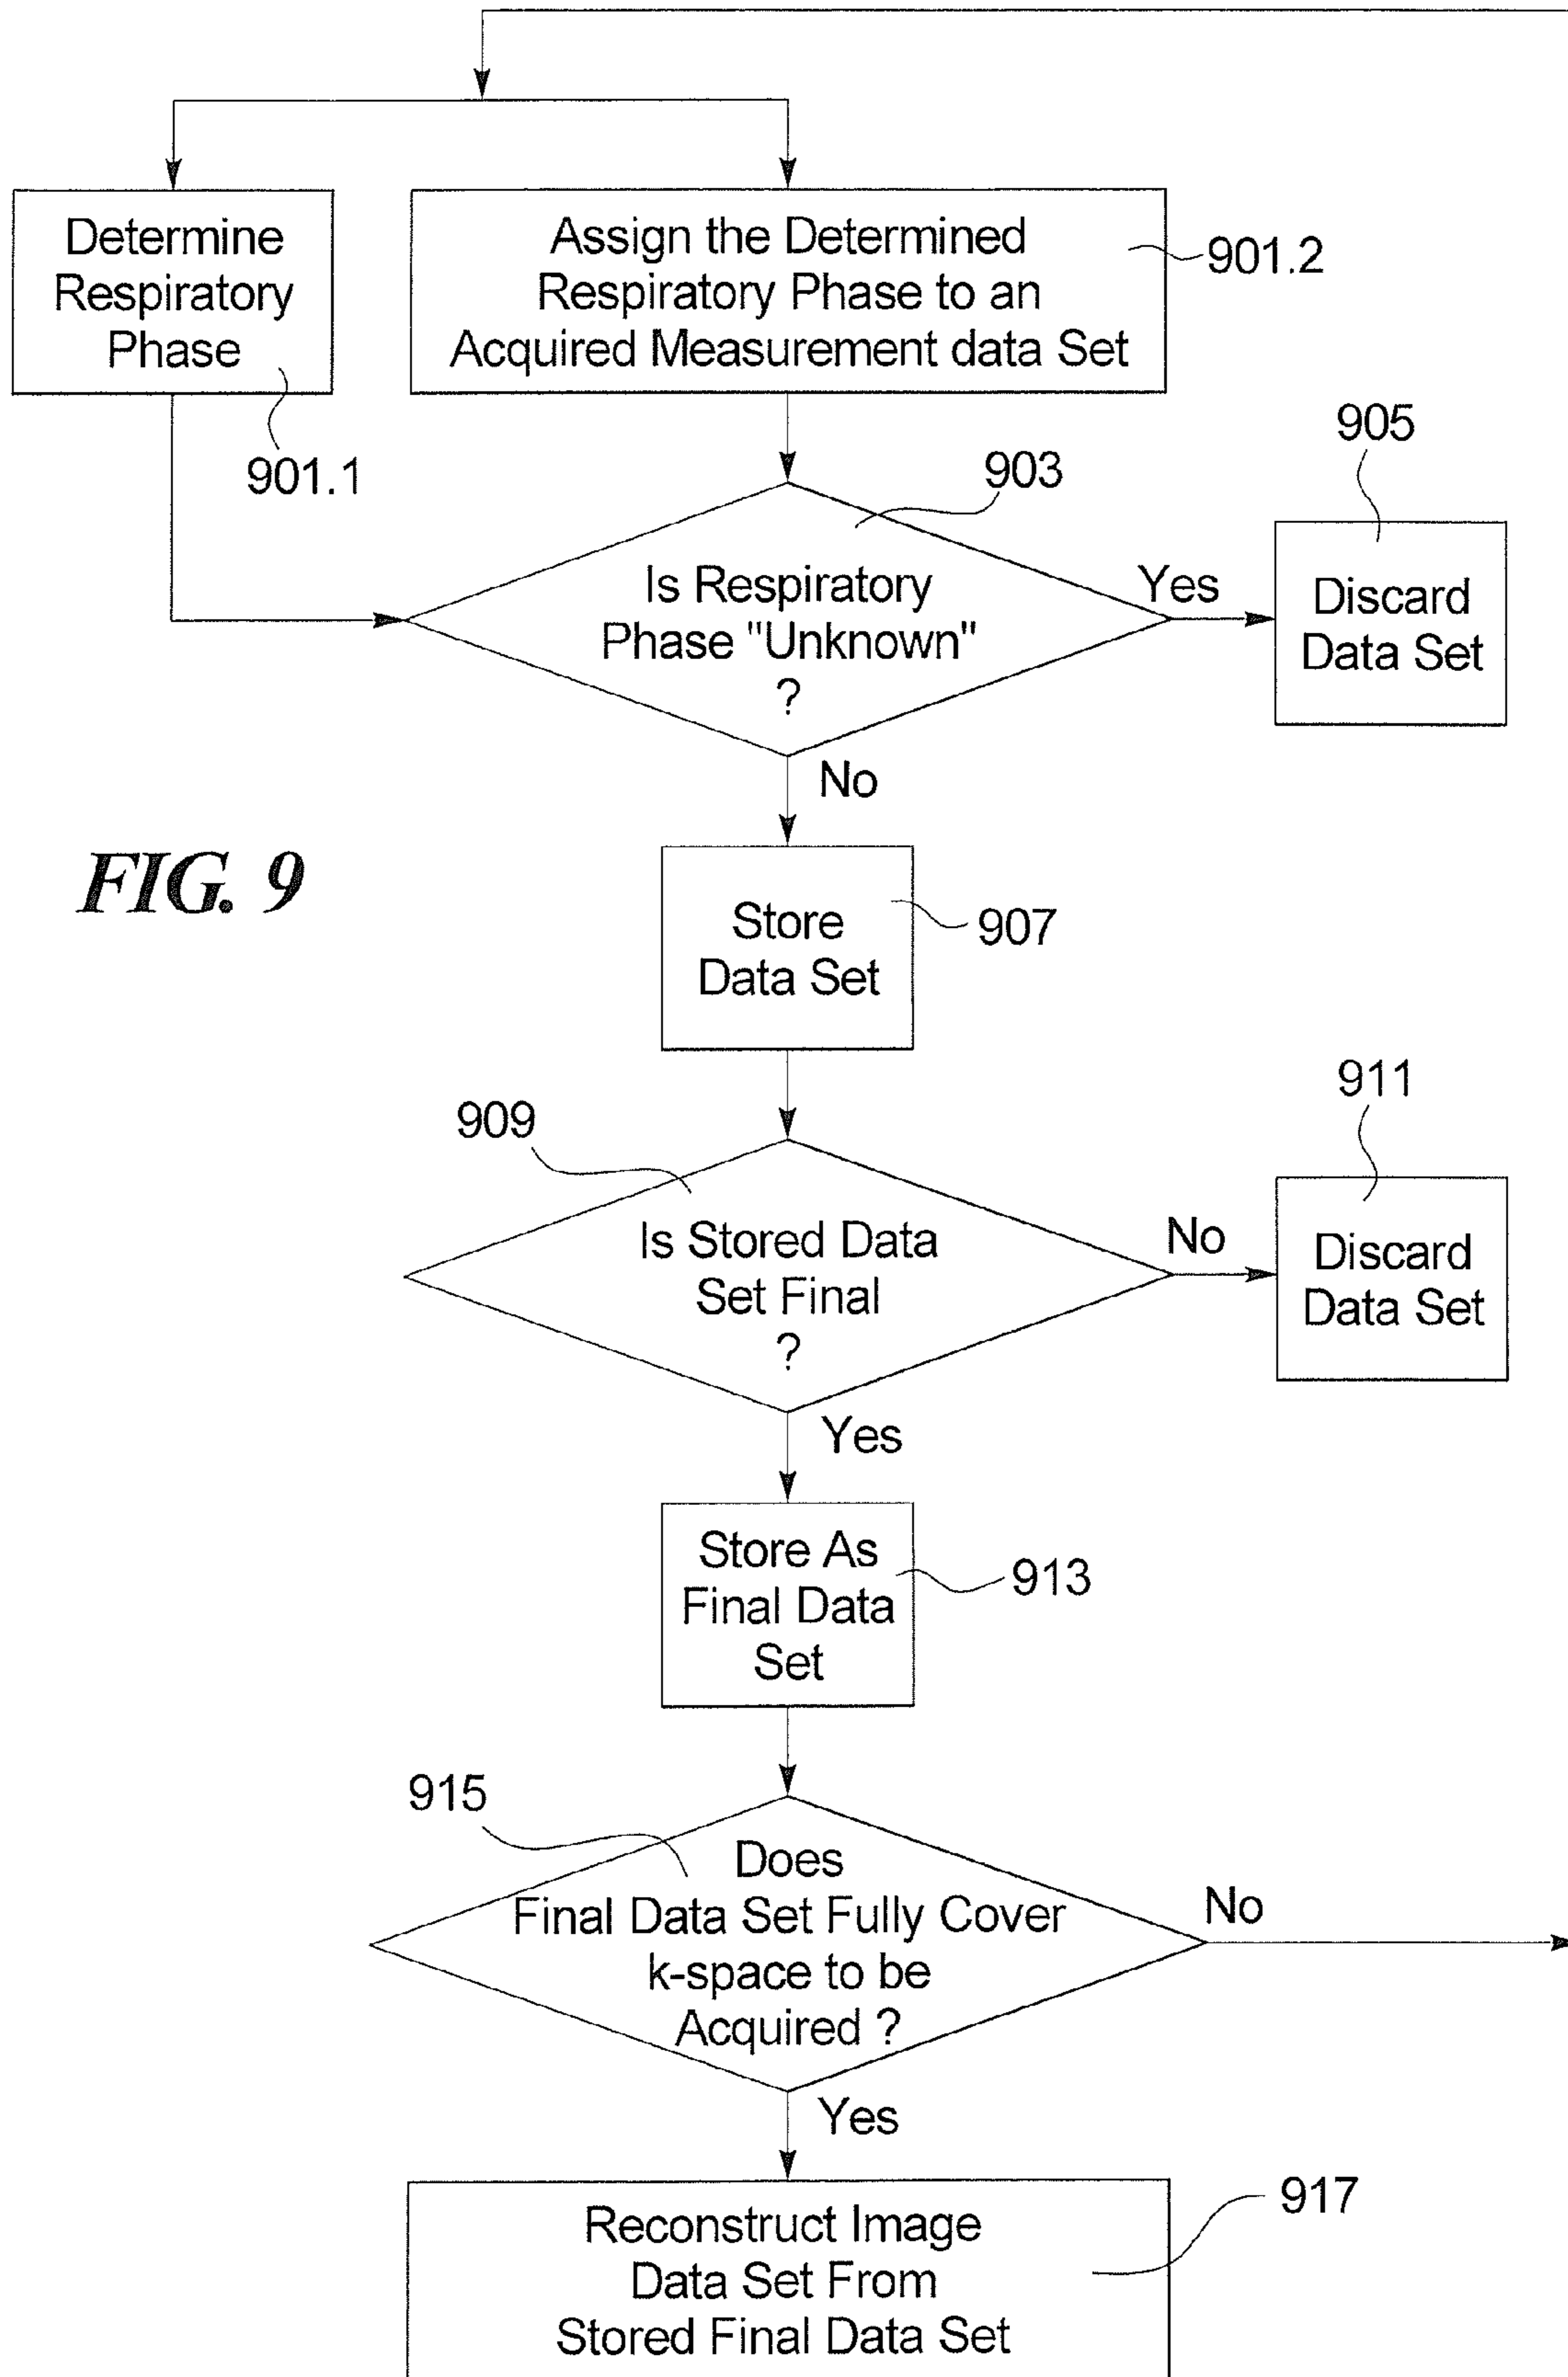 Determine
Respiratory
Phase
901.1
Assign the Determined
Respiratory Phase to an
Acquired Measurement data Set
901.2
903
Is Respiratory
Phase "Unknown"
?
Yes
905
Discard
Data Set
No
FIG. 9
Store
Data Set
907
909
Is Stored Data
Set Final
?
No
911
Discard
Data Set
Yes
Store As
Final Data
Set
913
915
Does
Final Data Set Fully Cover
k-space to be
Acquired ?
No
Yes
Reconstruct Image
Data Set From
Stored Final Data Set
917